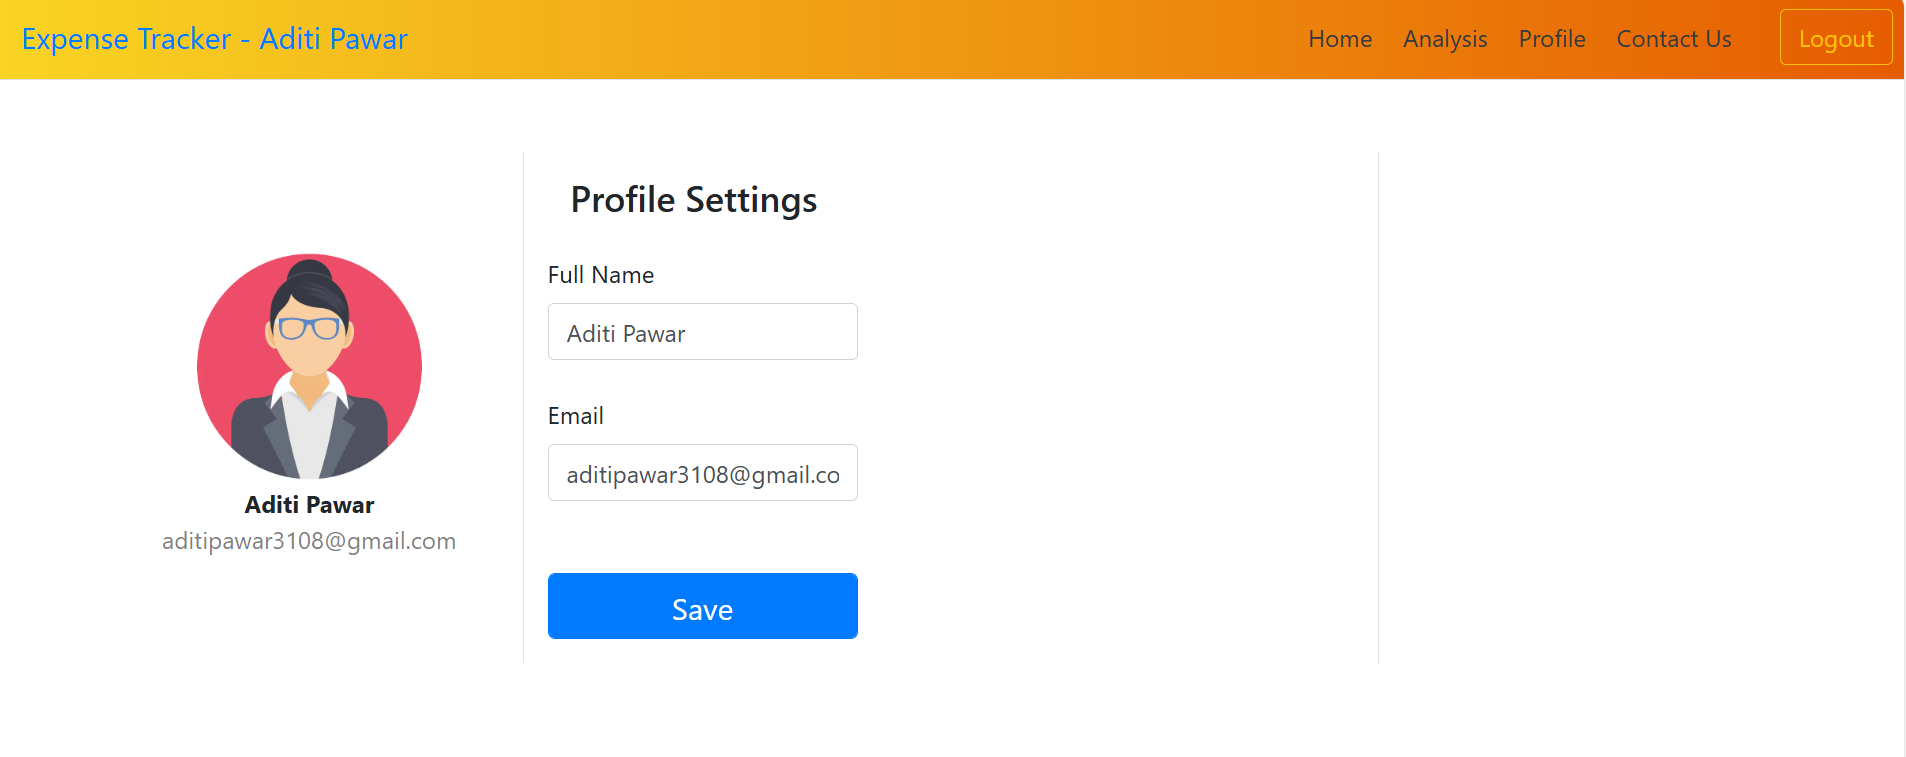 Expense Tracker - Aditi Pawar
Home Analysis Profile Contact Us Logout
Profile Settings
Full Name
Aditi Pawar
Email
aditipawar3108@gmail.co
Aditi Pawar
aditipawar3108@gmail.com
Save